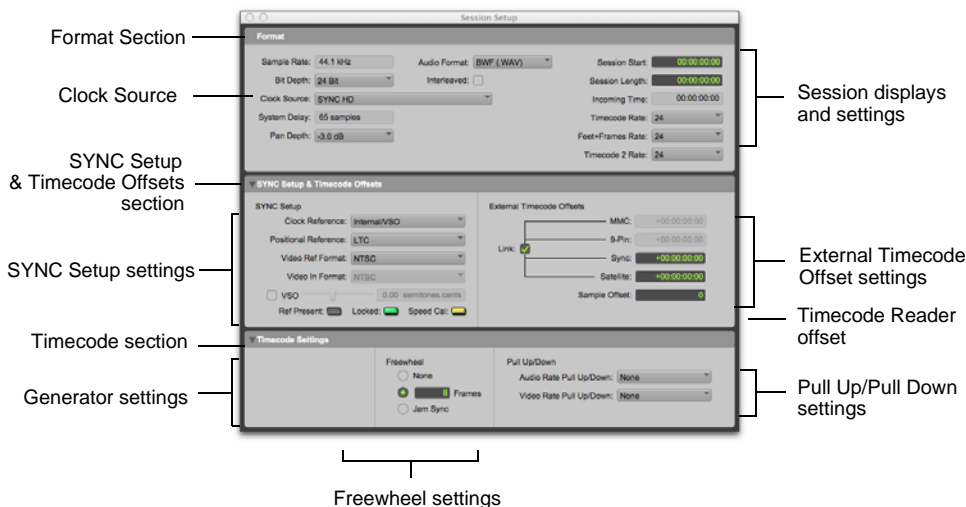 Session Setup
Format Section
Format
Sample Rate: 44.1 kHz
Audio Format: BWF (.WAV)
Session Start: 00:00:00:00
Bit Depth: 24 Bit
Interleaved:
Session Length: 00:00:00:00
Clock Source
Clock Source: SYNC HD
Incoming Time: 00:00:00:00
Session displays
and settings
System Delay: 65 samples
Timecode Rate: 24
Pan Depth: -3.0 dB
Feet+Frames Rate: 24
Timecode 2 Rate: 24
SYNC Setup
& Timecode Offsets
section
SYNC Setup & Timecode Offsets
SYNC Setup
External Timecode Offsets
Clock Reference: Internal/VSO
MMC: +00:00:00:00
Positional Reference: LTC
9-Pin: +00:00:00:00
Link:
Video Ref Format: NTSC
Sync: +00:00:00:00
SYNC Setup settings
External Timecode
Offset settings
Video In Format: NTSC
Satellite: +00:00:00:00
VSO 0.00 semitones.cents
Sample Offset: 0
Ref Present: Locked: Speed Cal:
Timecode Reader
offset
Timecode section
Timecode Settings
Freewheel
Pull Up/Down
None
Audio Rate Pull Up/Down: None
Generator settings
8 Frames
Video Rate Pull Up/Down: None
Pull Up/Pull Down
settings
Jam Sync
Freewheel settings